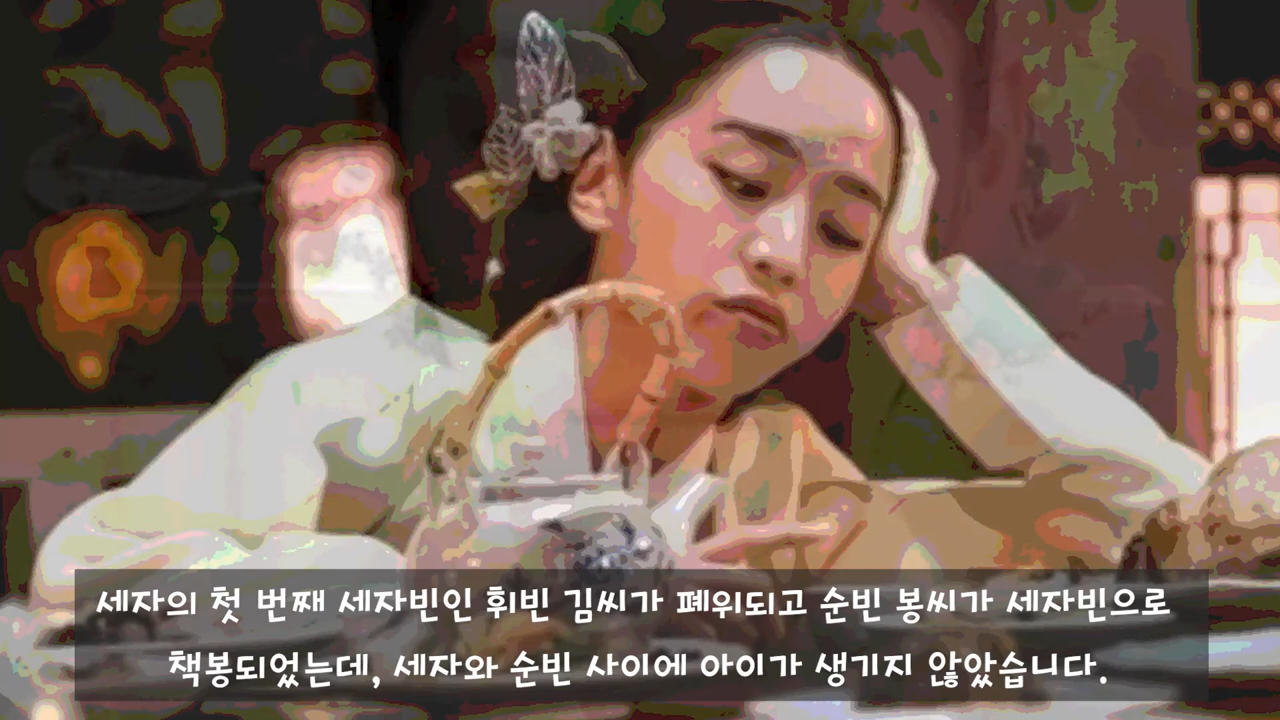 세자의 첫 번째 세자빈인 휘빈 김씨가 폐위되고 순빈 봉씨가 세자빈으로
책봉되었는데, 세자와 순빈 사이에 아이가 생기지 않았습니다.